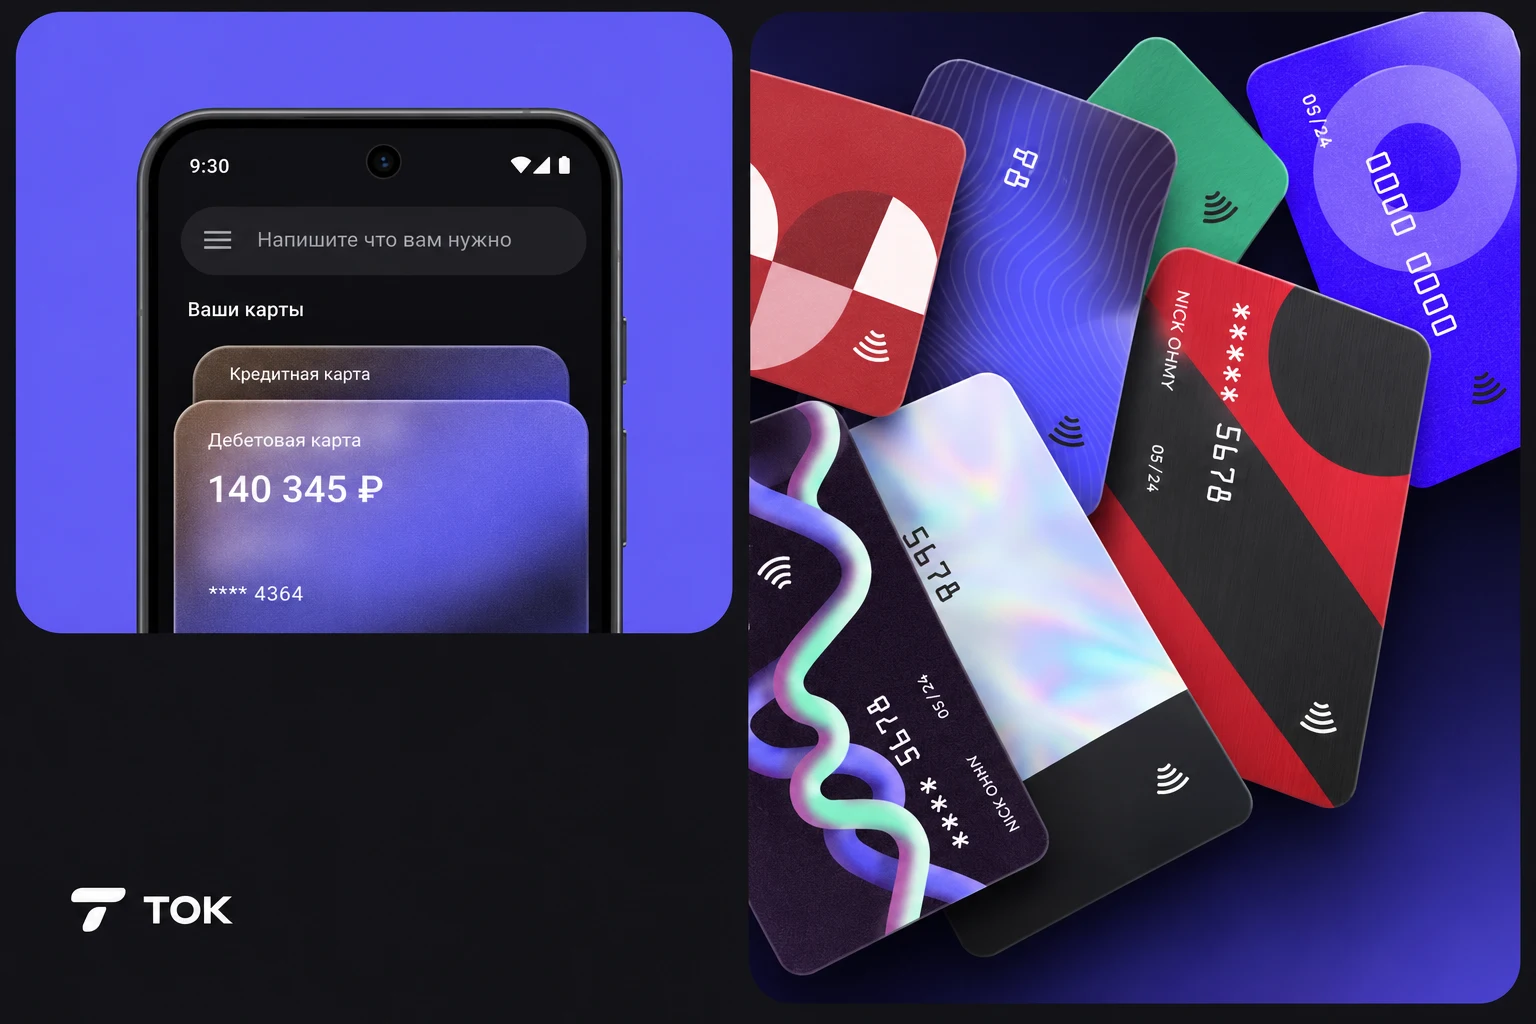 9:30
Напишите что вам нужно
Ваши карты
Кредитная карта
Дебетовая карта
140 345 ₽
**** 4364
ТОК
05/24
0000 0000
NICK OHMY
***** 5678
05/24
5678
05/24
**** 5678
NICK OHHN